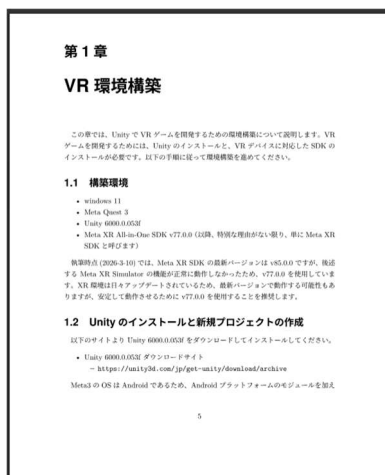 第 1 章
VR 環境構築
この章では、Unity で VR ゲームを開発するための環境構築について説明します。VR
ゲームを開発するためには、Unity のインストールと、VR デバイスに対応した SDK の
インストールが必要です。以下の手順に従って環境構築を進めてください。
1.1 構築環境
• windows 11
• Meta Quest 3
• Unity 6000.0.053f
• Meta XR All-in-One SDK v77.0.0 (以降、特別な理由がない限り、単に Meta XR
SDK と呼びます)
執筆時点 (2026-3-10) では、Meta XR SDK の最新バージョンは v85.0.0 ですが、後述
する Meta XR Simulator の機能が正常に動作しなかったため、v77.0.0 を使用していま
す。XR 環境は日々アップデートされているため、最新バージョンで動作する可能性もあ
りますが、安定して動作させるために v77.0.0 を使用することを推奨します。
1.2 Unity のインストールと新規プロジェクトの作成
以下のサイトより Unity 6000.0.053f をダウンロードしてインストールしてください。
• Unity 6000.0.053f ダウンロードサイト
– https://unity3d.com/jp/get-unity/download/archive
Meta3 の OS は Android であるため、Android プラットフォームのモジュールを加え
5